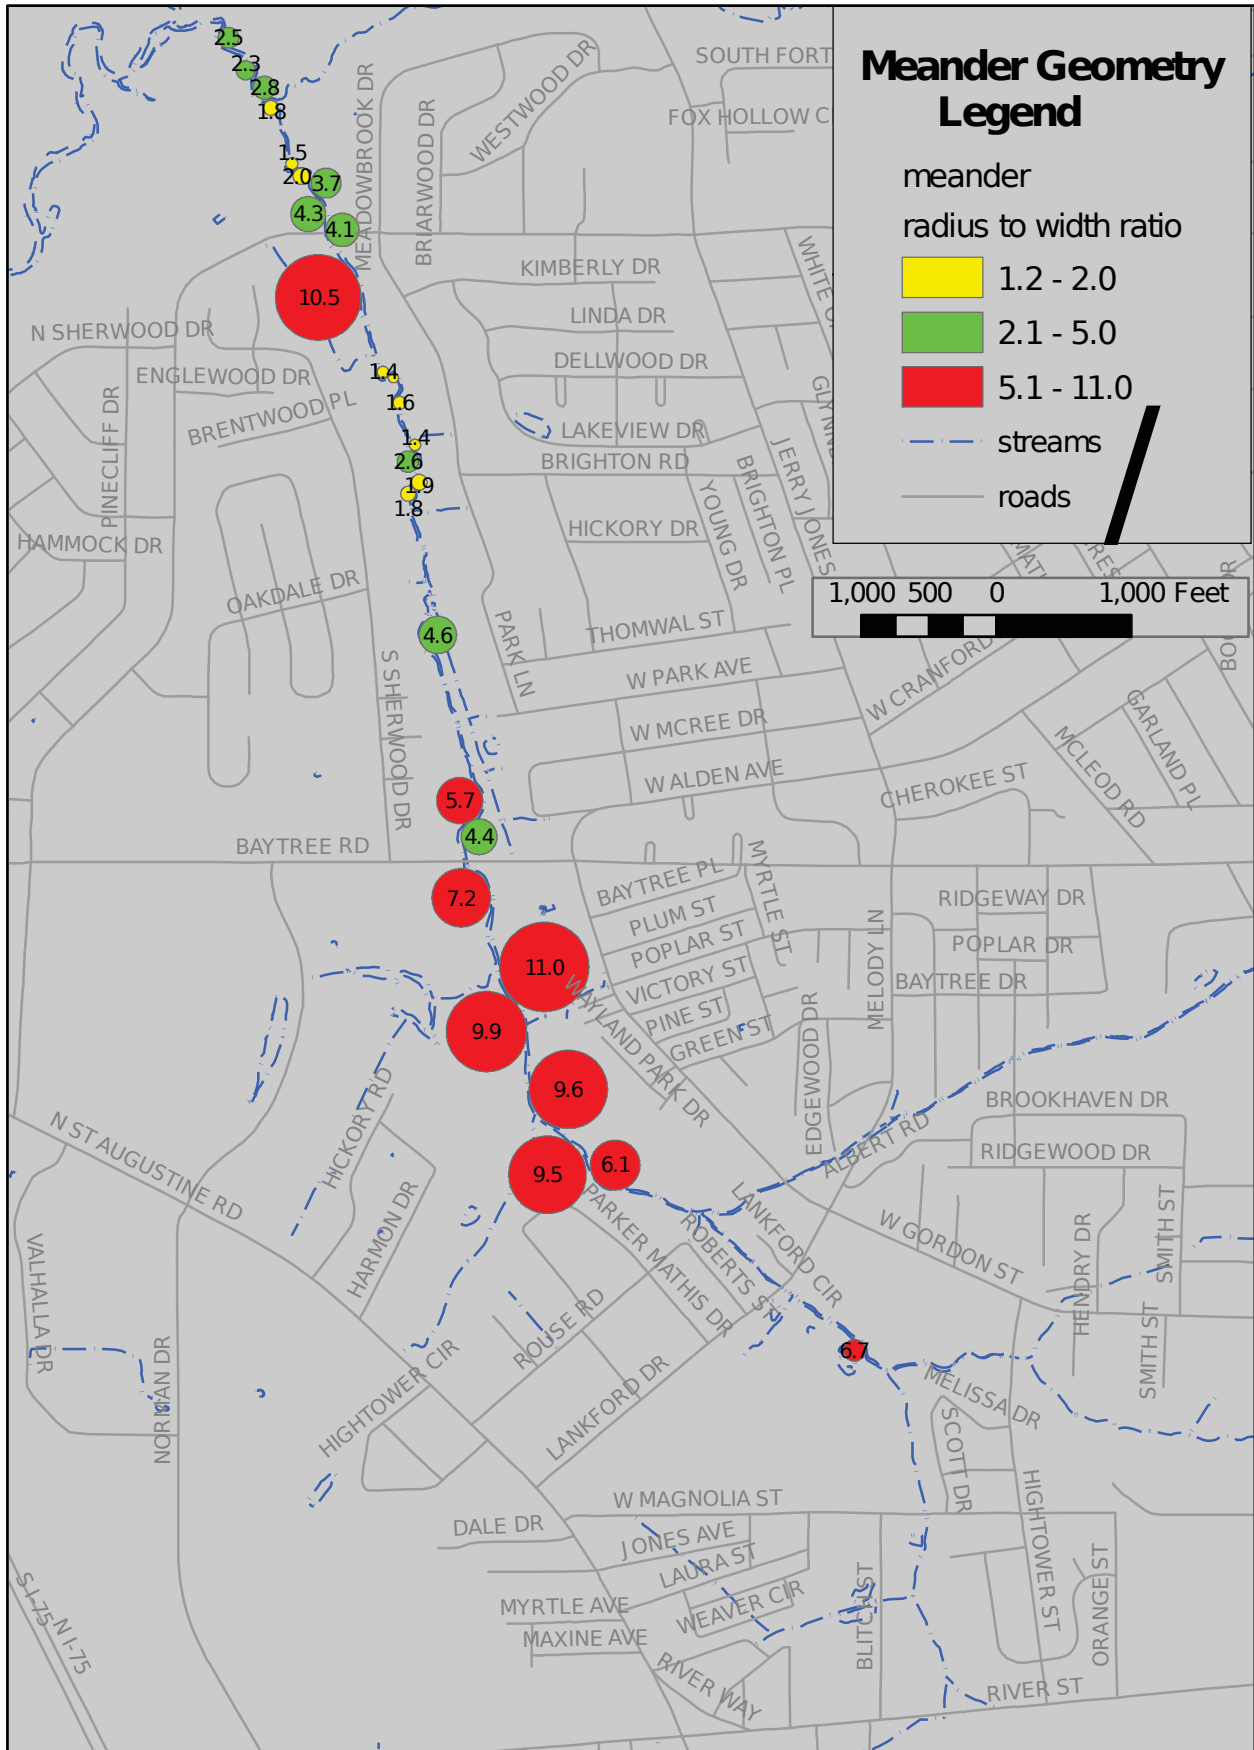 Meander Geometry
Legend
meander
radius to width ratio
1.2 - 2.0
2.1 - 5.0
5.1 - 11.0
streams
roads
1,000 500 0 1,000 Feet
2.5
2.3
2.8
1.8
1.5
2.0
3.7
4.3
4.1
10.5
1.4
1.6
1.4
2.6
1.9
1.8
4.6
5.7
4.4
7.2
11.0
9.9
9.6
9.5
6.1
6.7
SOUTH FORT
FOX HOLLOW C
WESTWOOD DR
BRIARWOOD DR
MEADOWBROOK DR
KIMBERLY DR
LINDA DR
DELLWOOD DR
LAKEVIEW DR
BRIGHTON RD
HICKORY DR
THOMWAL ST
W PARK AVE
W MCREE DR
W ALDEN AVE
N SHERWOOD DR
ENGLEWOOD DR
BRENTWOOD PL
PINECLIFF DR
HAMMOCK DR
OAKDALE DR
S SHERWOOD DR
PARK LN
YOUNG DR
BRIGHTON PL
JERRY JONES
GLYNN
WHITE
W CRANFORD
GARLAND PL
MCLEOD RD
CHEROKEE ST
BAYTREE RD
BAYTREE PL
PLUM ST
POPLAR ST
VICTORY ST
PINE ST
GREEN ST
MYRTLE ST
WAYLAND PARK DR
EDGEWOOD DR
MELODY LN
RIDGEWAY DR
POPLAR DR
BAYTREE DR
BROOKHAVEN DR
RIDGEWOOD DR
ALBERT RD
W GORDON ST
LANKFORD CIR
ROBERTS ST
PARKER MATHIS DR
HENDRY DR
SMITH ST
SMITH ST
N ST AUGUSTINE RD
HICKORY RD
HARMON DR
VALHALLA DR
NORMAN DR
ROUSE RD
HIGHTOWER CIR
LANKFORD DR
MELISSA DR
SCOTT DR
HIGHTOWER ST
ORANGE ST
W MAGNOLIA ST
DALE DR
JONES AVE
LAURA ST
WEAVER CIR
MYRTLE AVE
MAXINE AVE
RIVER WAY
BLITCH ST
RIVER ST
S I-75
N I-75